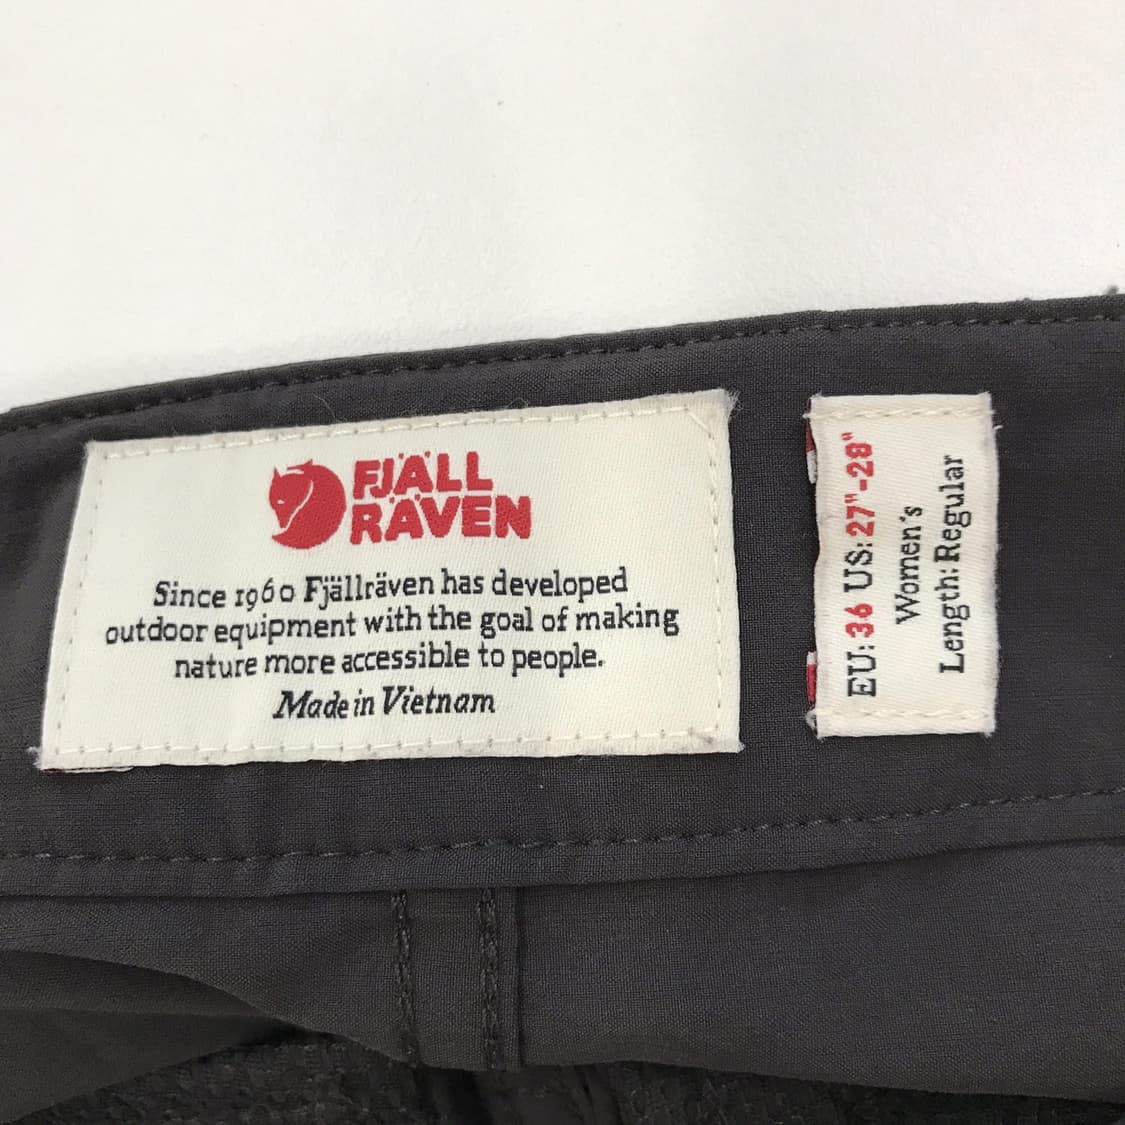 FJÄLL
RÄVEN
Since 1960 Fjällräven has developed
outdoor equipment with the goal of making
nature more accessible to people.
Made in Vietnam
EU: 36 US: 27"-28"
Women´s
Length: Regular